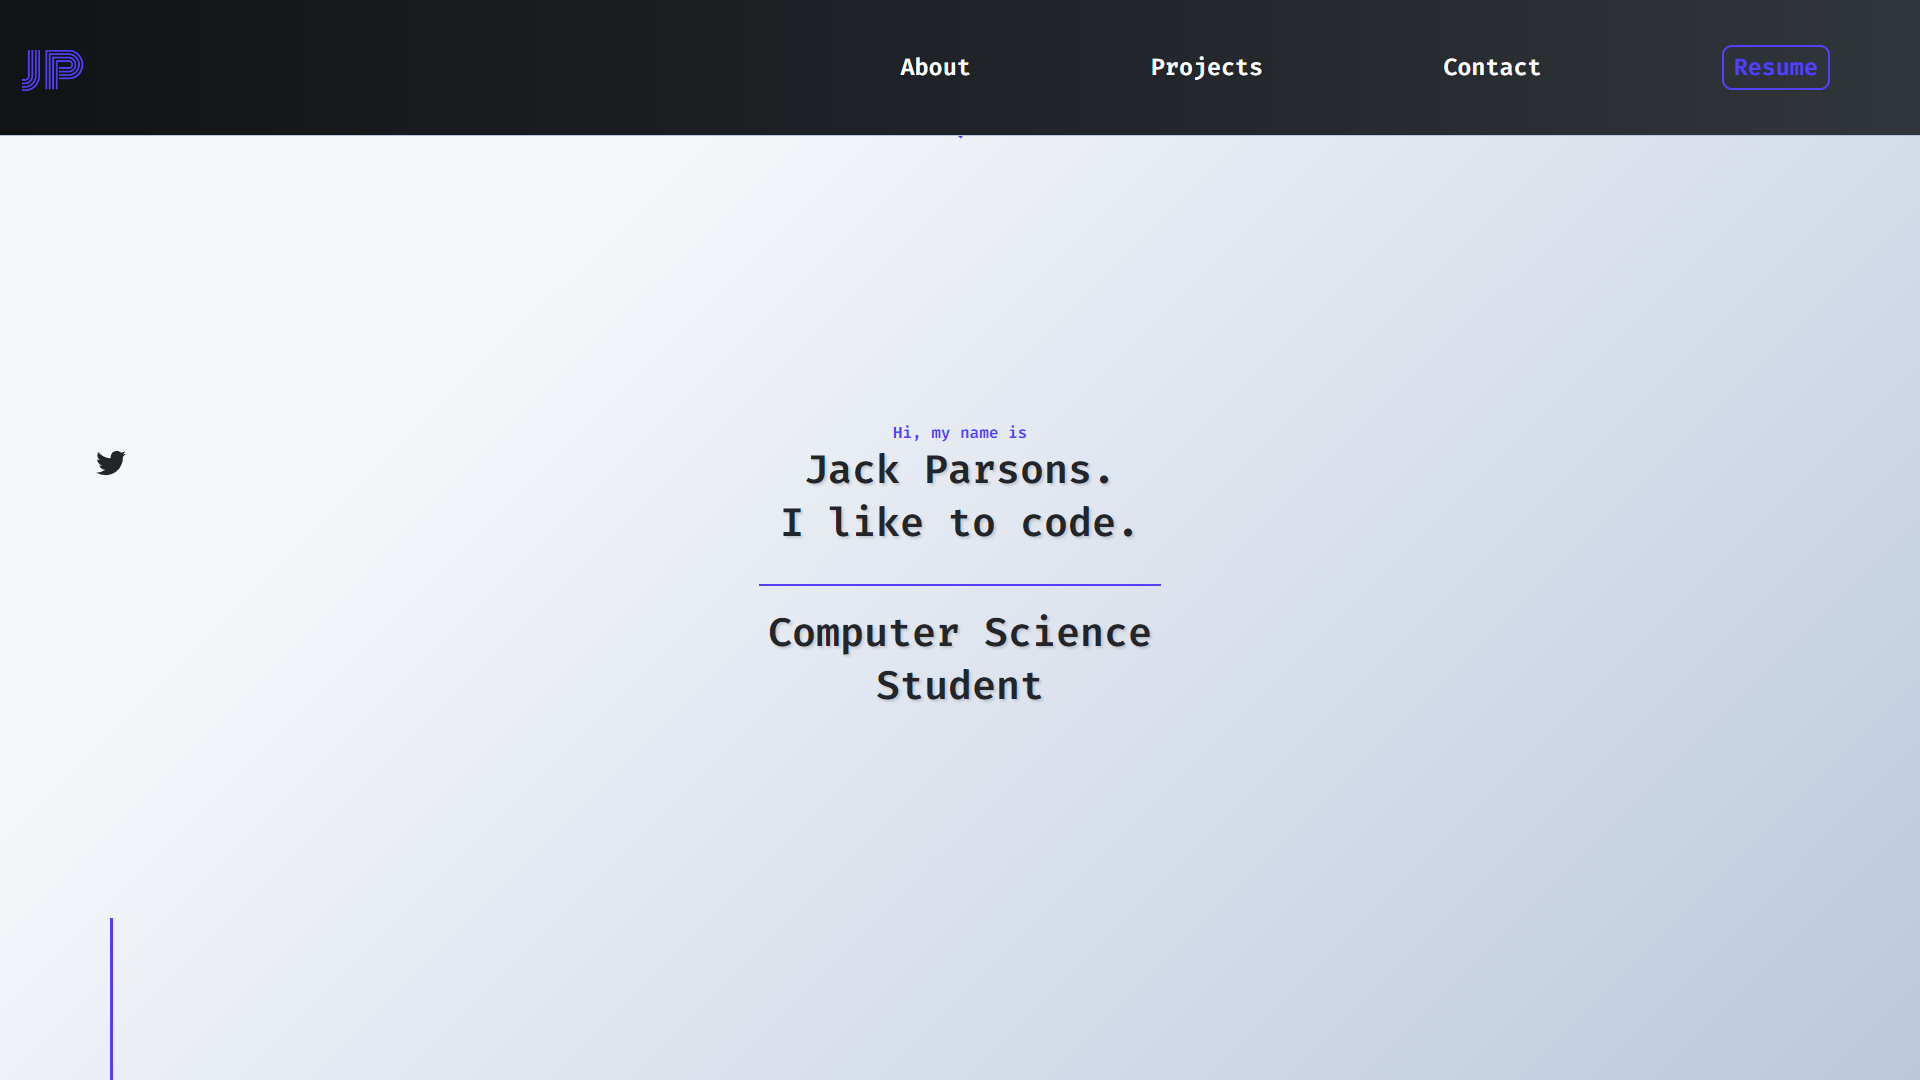 JP
About
Projects
Contact
Resume
Hi, my name is
Jack Parsons.
I like to code.
Computer Science
Student